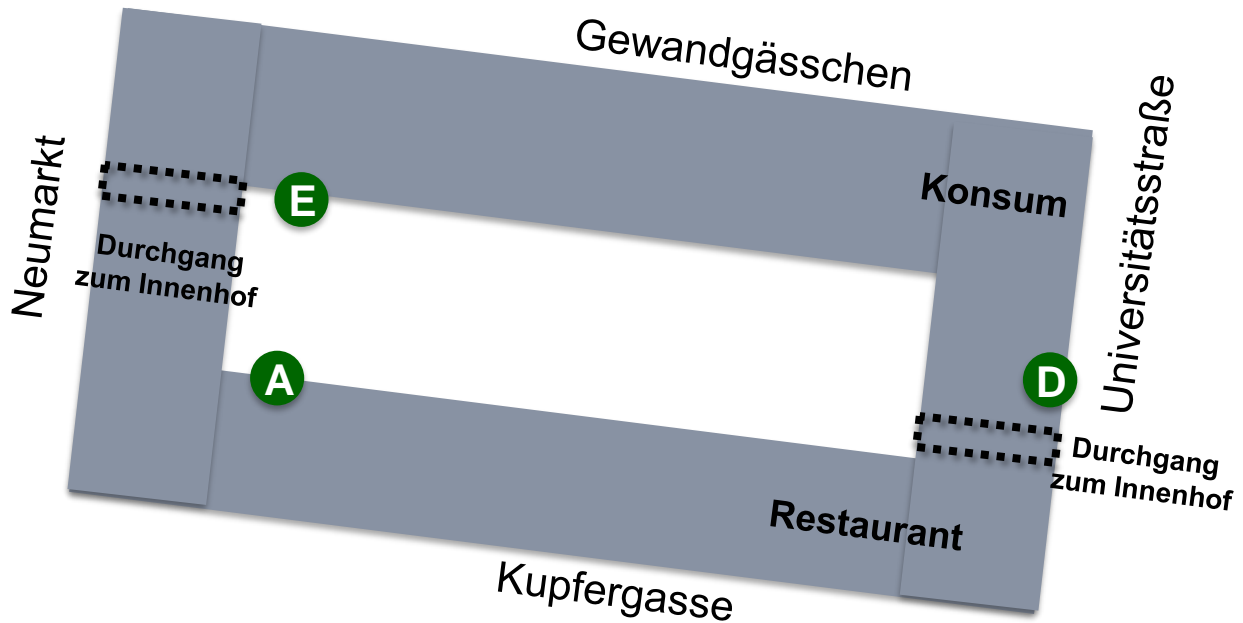 Gewandgässchen
Universitätsstraße
Neumarkt
Konsum
E
Durchgang
zum Innenhof
A
D
Durchgang
zum Innenhof
Restaurant
Kupfergasse